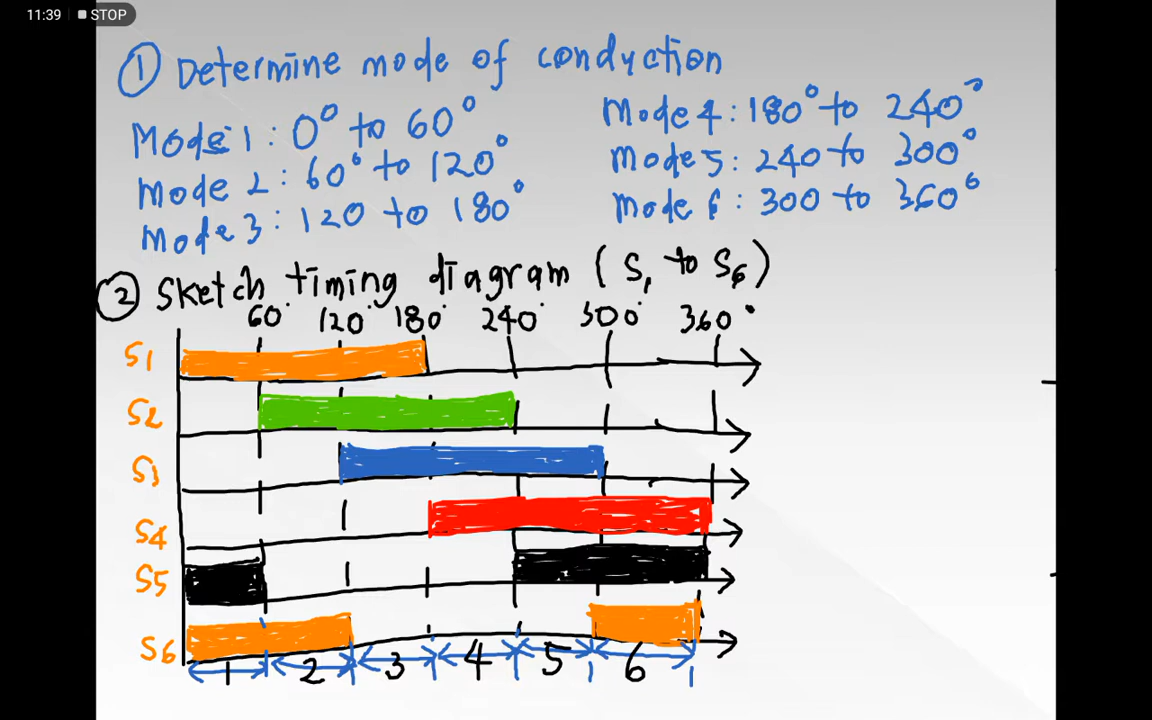 11:39 STOP
① Determine mode of conduction
Mode 1 : 0° to 60°
Mode 2 : 60° to 120°
Mode 3 : 120 to 180°
Mode 4 : 180° to 240°
Mode 5 : 240 to 300°
Mode 6 : 300 to 360°
② Sketch timing diagram (S1 to S6)
60° 120° 180° 240° 300° 360°
S1
S2
S3
S4
S5
S6
1 2 3 4 5 6